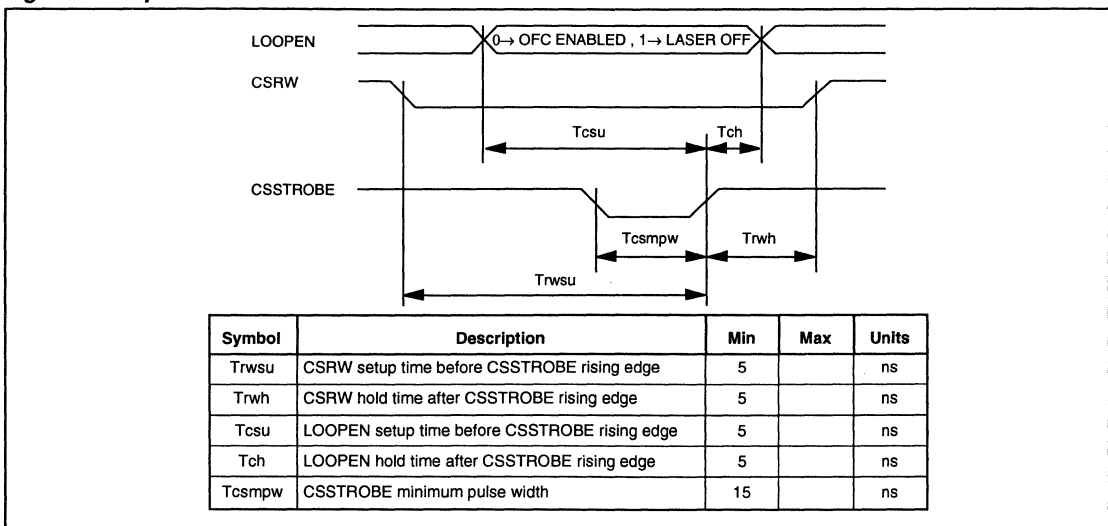 LOOPEN
0→ OFC ENABLED , 1→ LASER OFF
CSRW
Tcsu
Tch
CSSTROBE
Tcsmpw
Trwh
Trwsu
Symbol Description Min Max Units
Trwsu CSRW setup time before CSSTROBE rising edge 5 ns
Trwh CSRW hold time after CSSTROBE rising edge 5 ns
Tcsu LOOPEN setup time before CSSTROBE rising edge 5 ns
Tch LOOPEN hold time after CSSTROBE rising edge 5 ns
Tcsmpw CSSTROBE minimum pulse width 15 ns